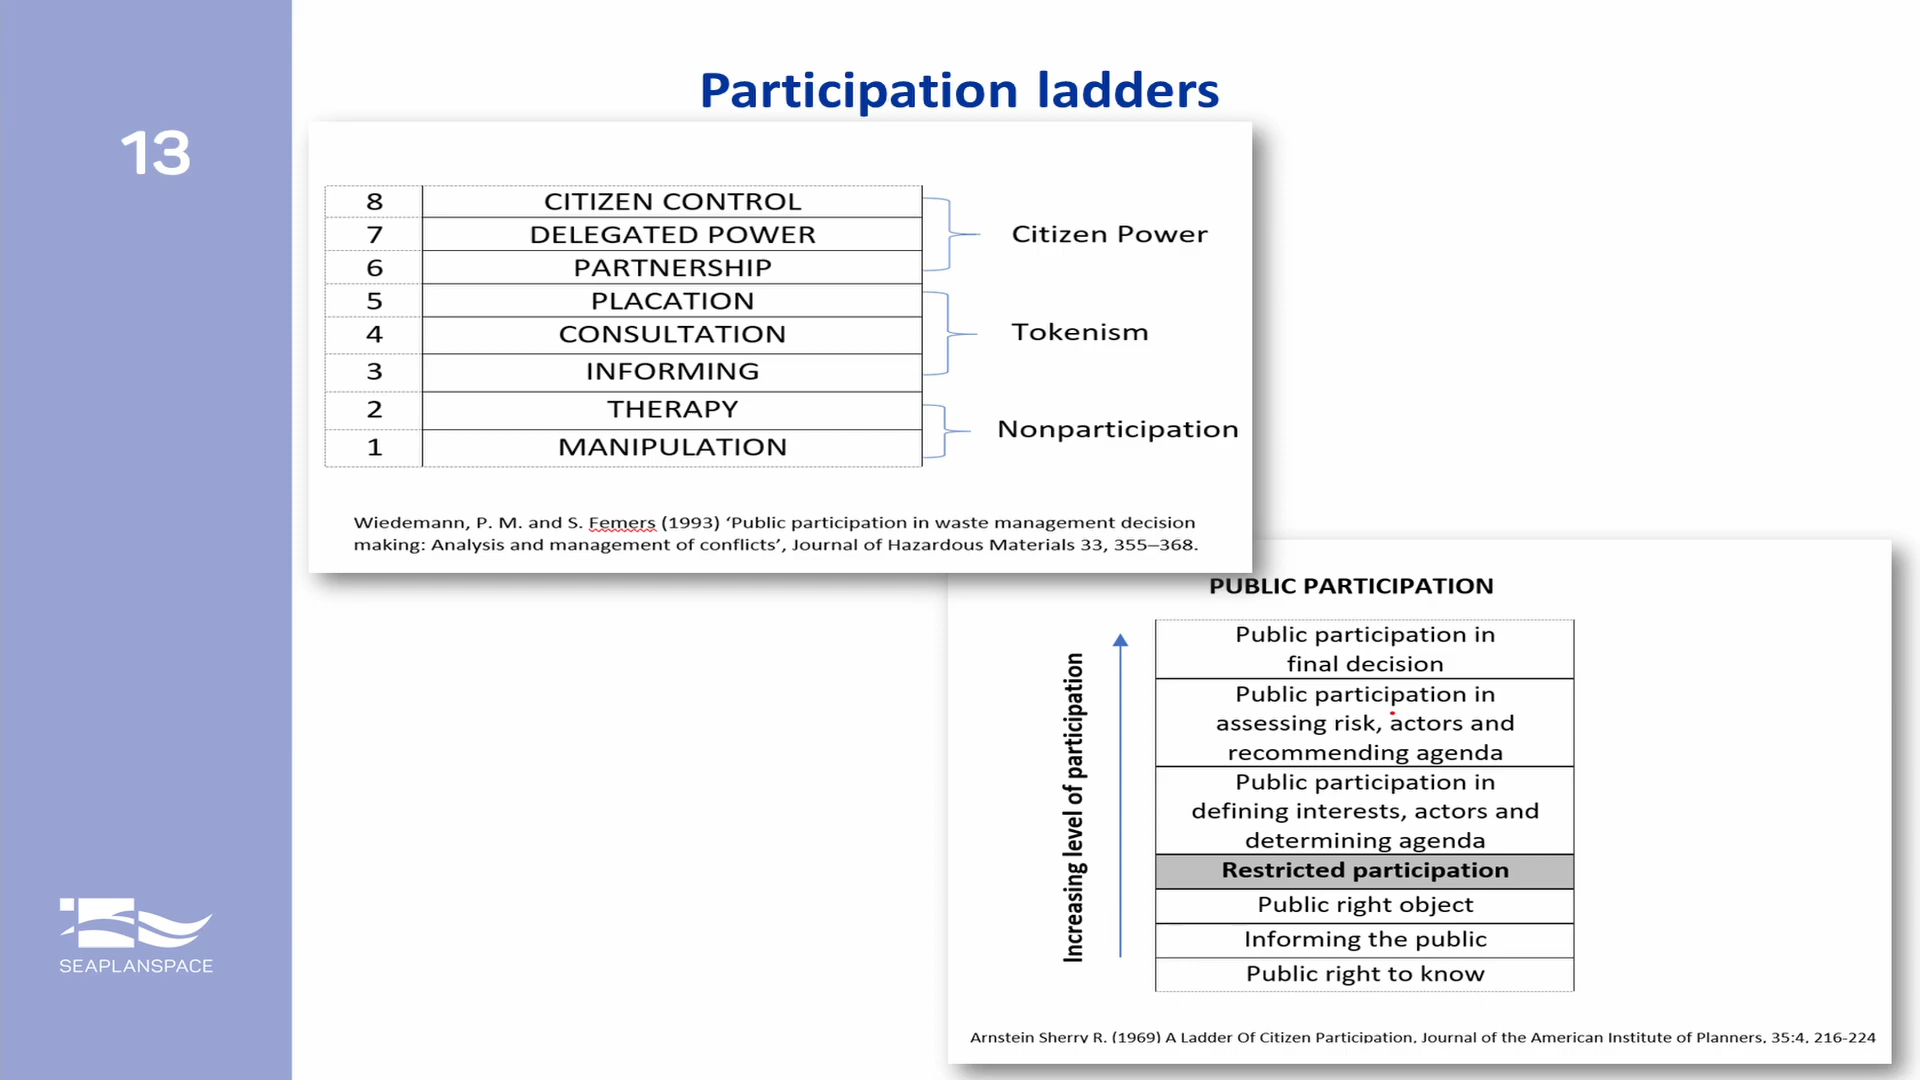 Participation ladders
13
8 CITIZEN CONTROL
7 DELEGATED POWER
6 PARTNERSHIP
Citizen Power
5 PLACATION
4 CONSULTATION
3 INFORMING
Tokenism
2 THERAPY
1 MANIPULATION
Nonparticipation
Wiedemann, P. M. and S. Femers (1993) ‘Public participation in waste management decision
making: Analysis and management of conflicts’, Journal of Hazardous Materials 33, 355–368.
PUBLIC PARTICIPATION
Increasing level of participation
Public participation in
final decision
Public participation in
assessing risk, actors and
recommending agenda
Public participation in
defining interests, actors and
determining agenda
Restricted participation
Public right object
Informing the public
Public right to know
Arnstein Sherry R. (1969) A Ladder Of Citizen Participation, Journal of the American Institute of Planners, 35:4, 216-224
SEAPLANSPACE